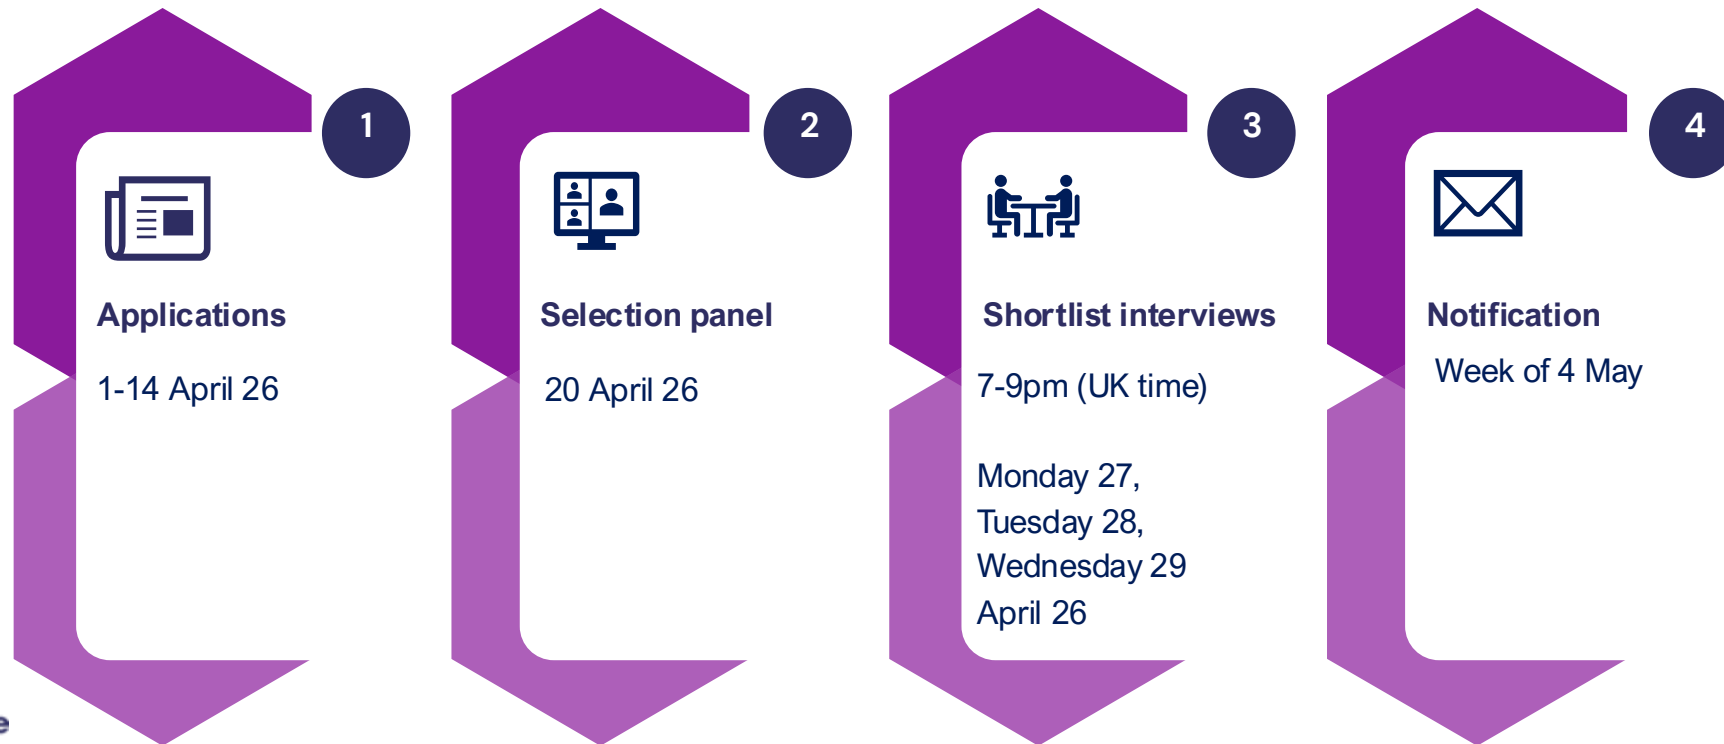 1
Applications
1-14 April 26
2
Selection panel
20 April 26
3
Shortlist interviews
7-9pm (UK time)
Monday 27,
Tuesday 28,
Wednesday 29
April 26
4
Notification
Week of 4 May
e